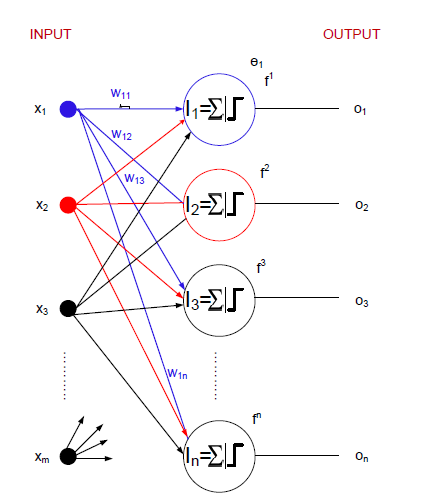 INPUT
OUTPUT
ɵ₁
f¹
x₁
w₁₁
I₁=Σ|
o₁
w₁₂
f²
x₂
w₁₃
I₂=Σ|
o₂
f³
x₃
I₃=Σ|
o₃
w₁ₙ
fⁿ
xₘ
Iₙ=Σ|
oₙ